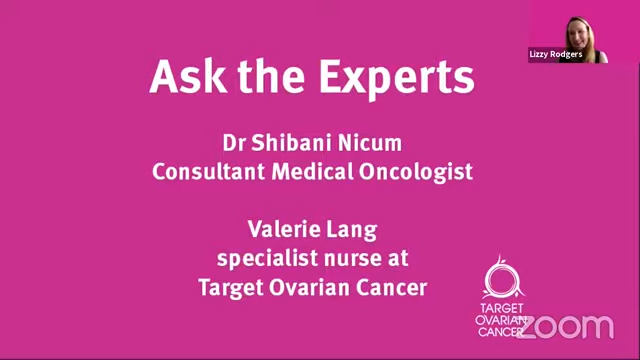 Lizzy Rodgers
Ask the Experts
Dr Shibani Nicum
Consultant Medical Oncologist
Valerie Lang
specialist nurse at
Target Ovarian Cancer
TARGET
OVARIAN
CANCER
zoom